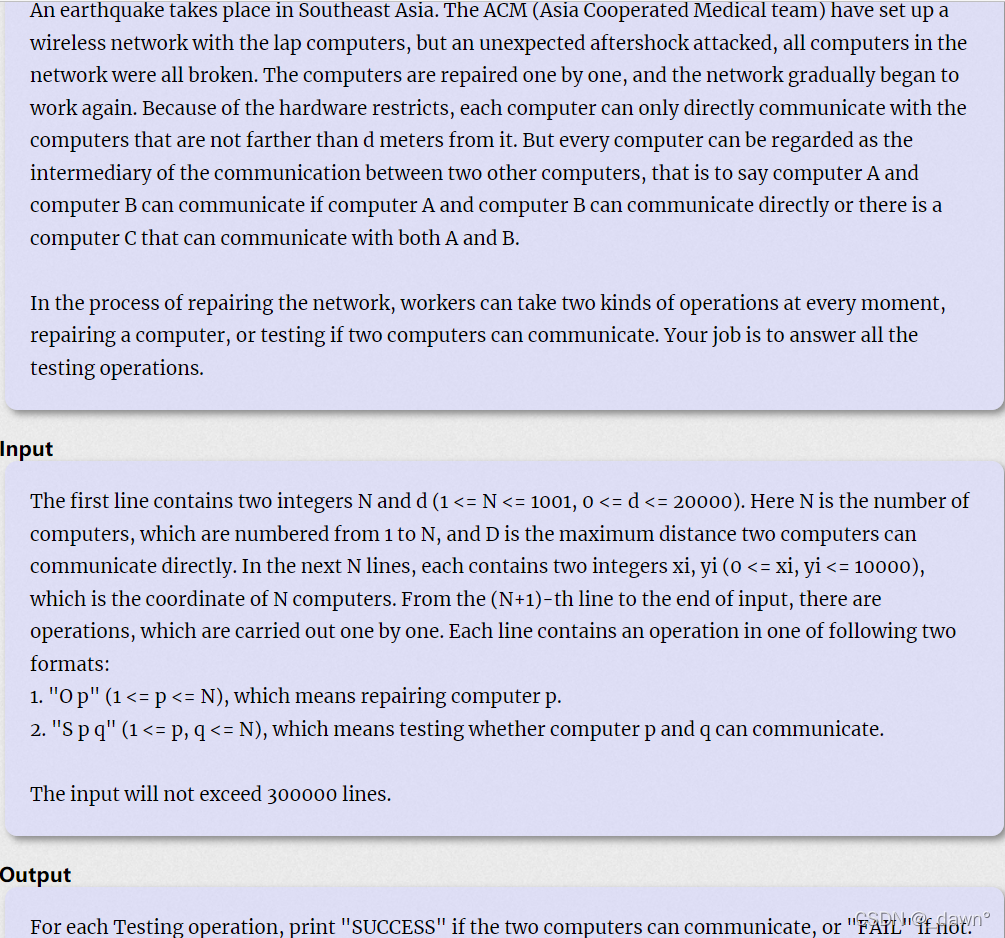 An earthquake takes place in Southeast Asia. The ACM (Asia Cooperated Medical team) have set up a
wireless network with the lap computers, but an unexpected aftershock attacked, all computers in the
network were all broken. The computers are repaired one by one, and the network gradually began to
work again. Because of the hardware restricts, each computer can only directly communicate with the
computers that are not farther than d meters from it. But every computer can be regarded as the
intermediary of the communication between two other computers, that is to say computer A and
computer B can communicate if computer A and computer B can communicate directly or there is a
computer C that can communicate with both A and B.
In the process of repairing the network, workers can take two kinds of operations at every moment,
repairing a computer, or testing if two computers can communicate. Your job is to answer all the
testing operations.
Input
The first line contains two integers N and d (1 <= N <= 1001, 0 <= d <= 20000). Here N is the number of
computers, which are numbered from 1 to N, and D is the maximum distance two computers can
communicate directly. In the next N lines, each contains two integers xi, yi (0 <= xi, yi <= 10000),
which is the coordinate of N computers. From the (N+1)-th line to the end of input, there are
operations, which are carried out one by one. Each line contains an operation in one of following two
formats:
1. "O p" (1 <= p <= N), which means repairing computer p.
2. "S p q" (1 <= p, q <= N), which means testing whether computer p and q can communicate.
The input will not exceed 300000 lines.
Output
For each Testing operation, print "SUCCESS" if the two computers can communicate, or "FAIL" if not.
CSDN @_dawn°